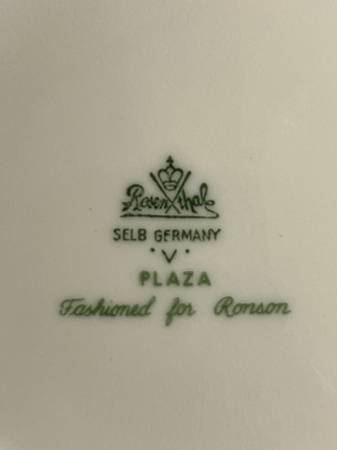 Rosenthal
SELB GERMANY
· V ·
PLAZA
Fashioned for Ronson